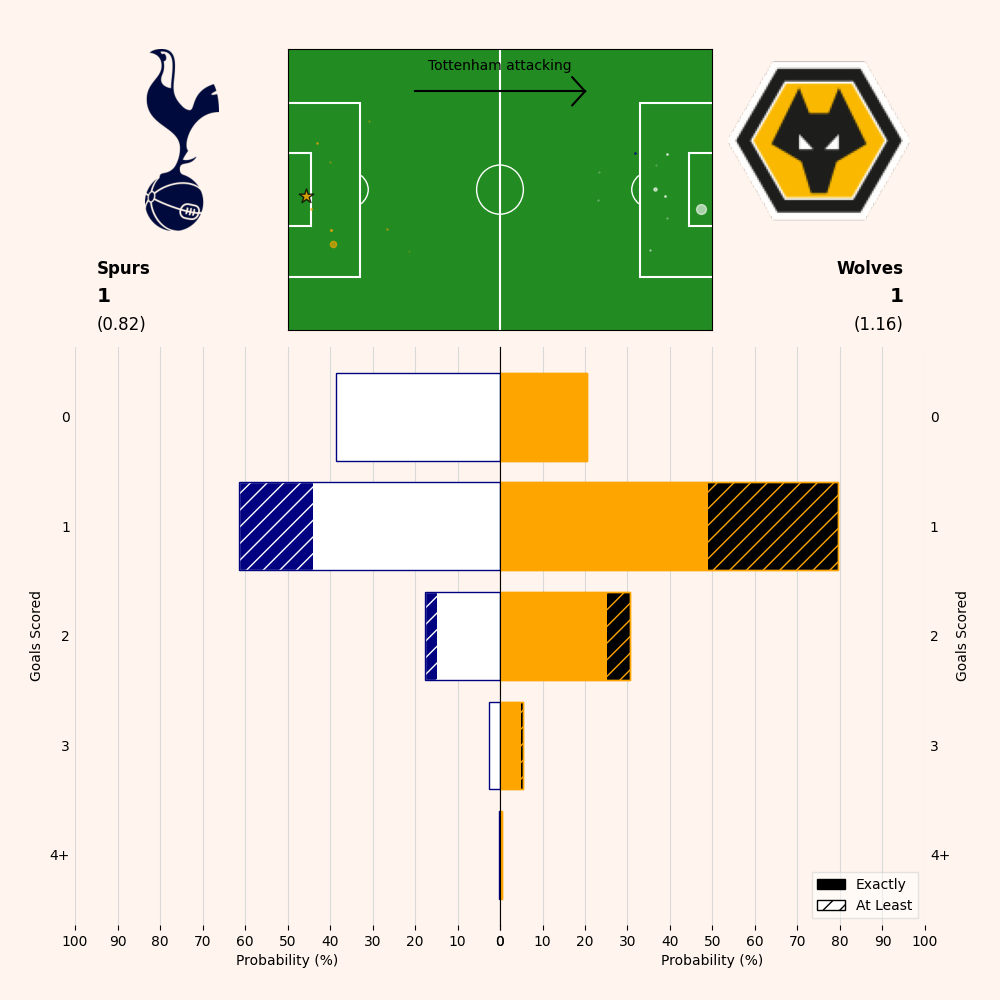 Tottenham attacking
Spurs
1
(0.82)
Wolves
1
(1.16)
0
1
2
3
4+
Goals Scored
0
1
2
3
4+
Goals Scored
Exactly
At Least
100 90 80 70 60 50 40 30 20 10 0
0 10 20 30 40 50 60 70 80 90 100
Probability (%)
Probability (%)